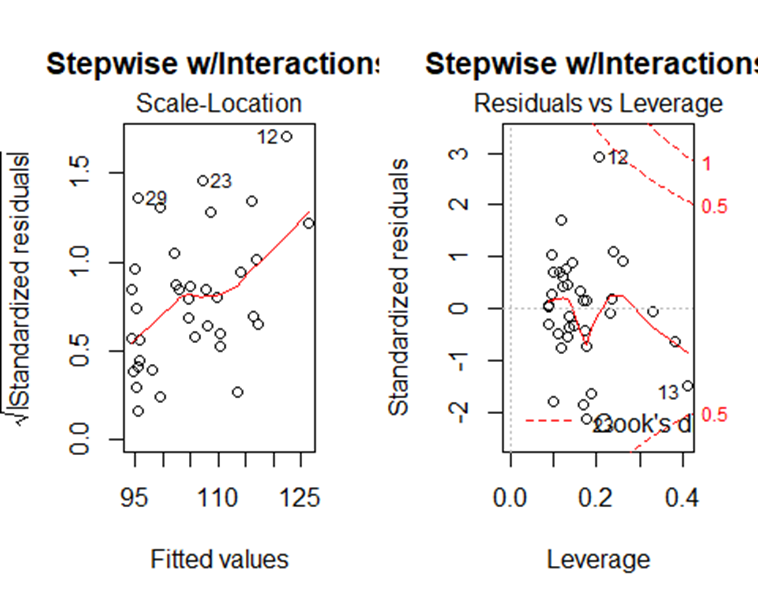 Stepwise w/Interactions
Scale-Location
√|Standardized residuals|
0.0 0.5 1.0 1.5
12
23
29
95 110 125
Fitted values
Stepwise w/Interactions
Residuals vs Leverage
Standardized residuals
-2 -1 0 1 2 3
12
1
0.5
13
0.5
23
Cook's d
0.0 0.2 0.4
Leverage